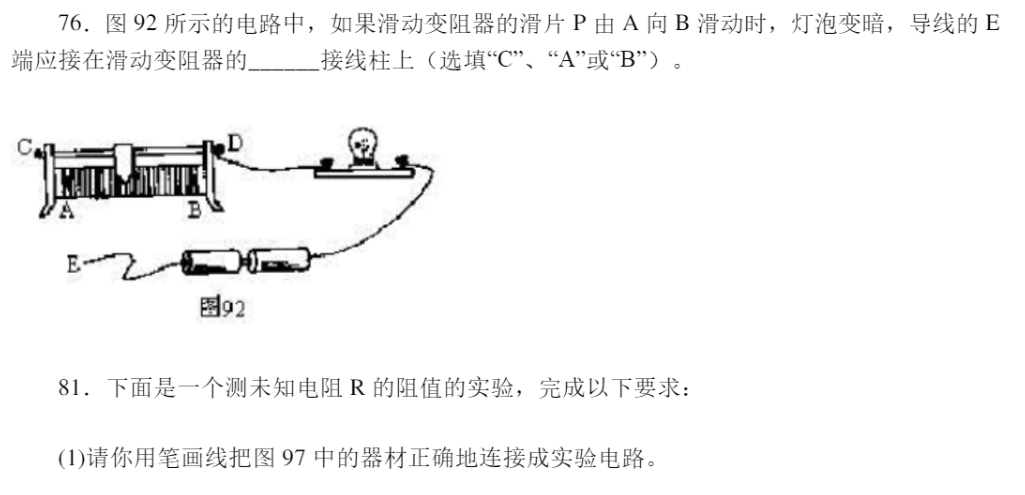 76．图 92 所示的电路中，如果滑动变阻器的滑片 P 由 A 向 B 滑动时，灯泡变暗，导线的 E
端应接在滑动变阻器的______接线柱上（选填“C”、“A”或“B”）。
C
D
A
B
E
图92
81．下面是一个测未知电阻 R 的阻值的实验，完成以下要求：
(1)请你用笔画线把图 97 中的器材正确地连接成实验电路。